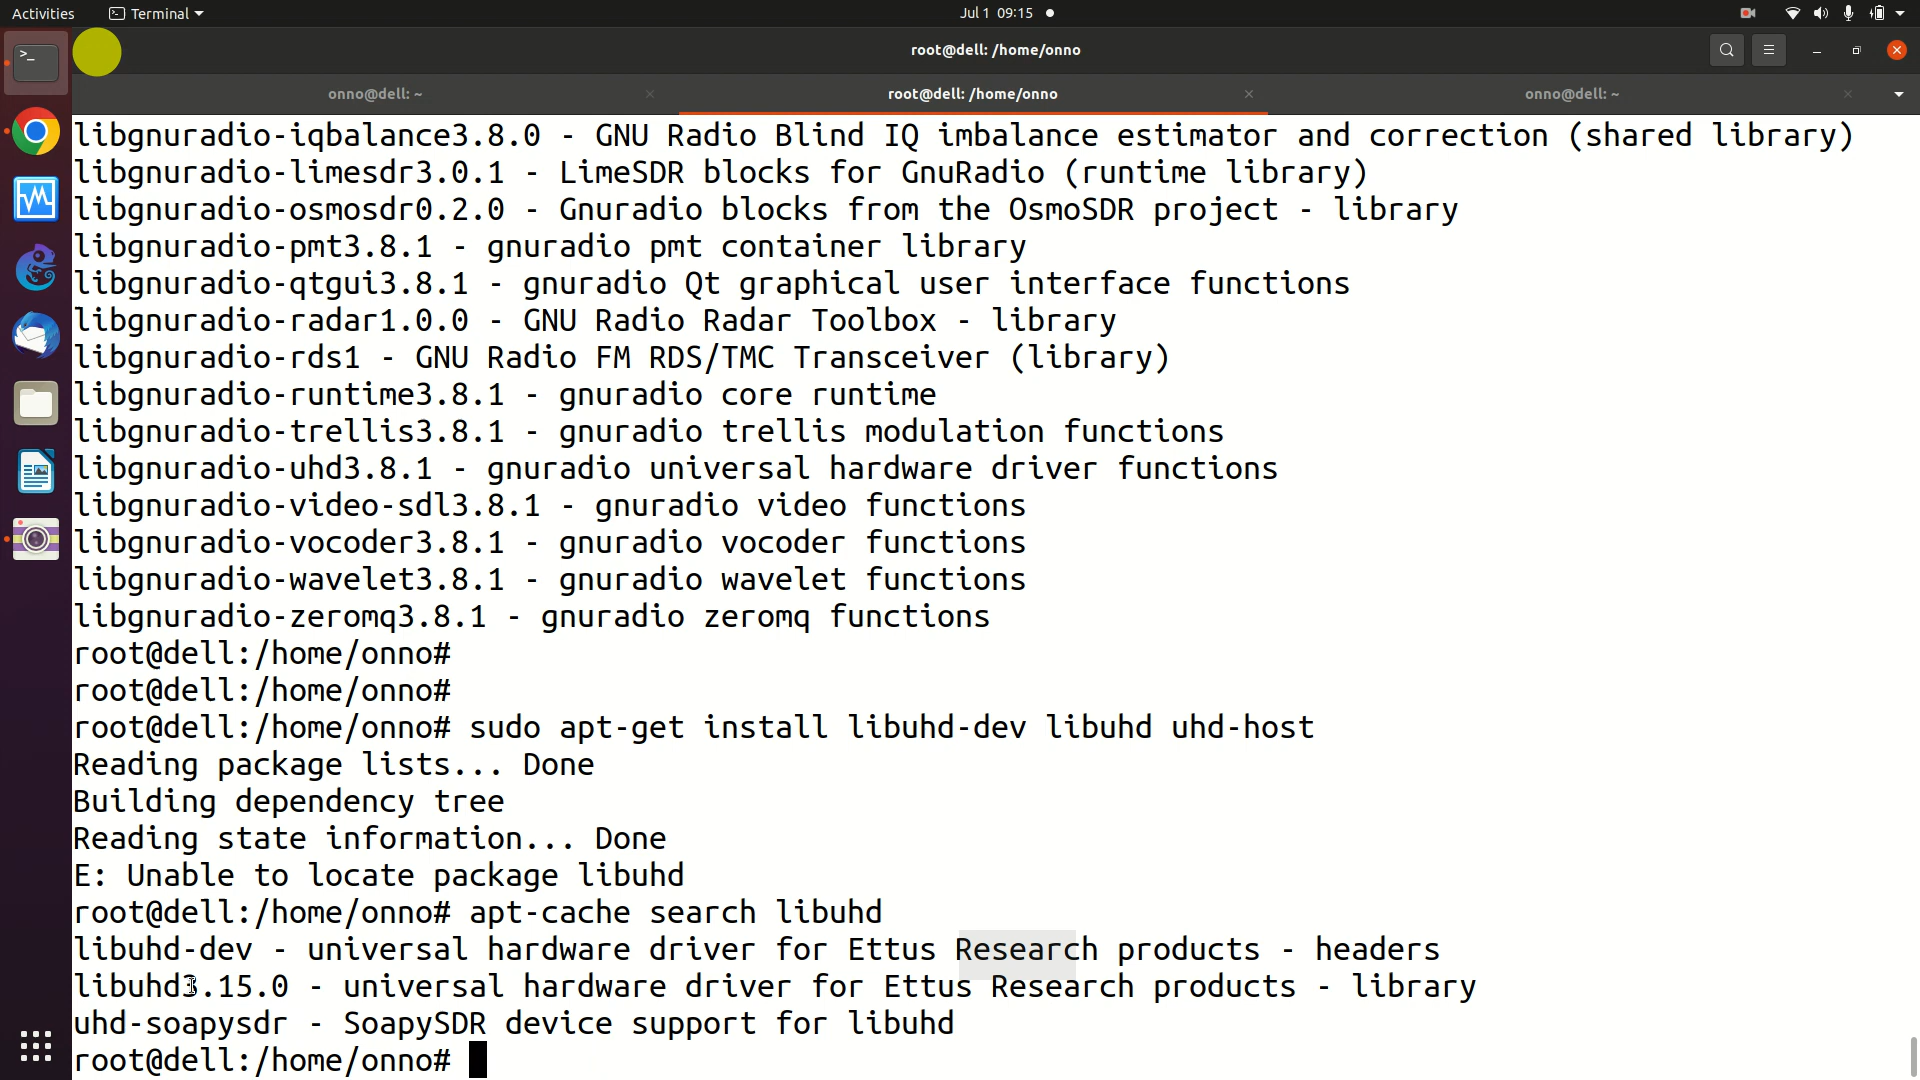 Activities
Terminal
Jul 1 09:15
root@dell: /home/onno
onno@dell: ~
root@dell: /home/onno
onno@dell: ~
libgnuradio-iqbalance3.8.0 - GNU Radio Blind IQ imbalance estimator and correction (shared library)
libgnuradio-limesdr3.0.1 - LimeSDR blocks for GnuRadio (runtime library)
libgnuradio-osmosdr0.2.0 - Gnuradio blocks from the OsmoSDR project - library
libgnuradio-pmt3.8.1 - gnuradio pmt container library
libgnuradio-qtgui3.8.1 - gnuradio Qt graphical user interface functions
libgnuradio-radar1.0.0 - GNU Radio Radar Toolbox - library
libgnuradio-rds1 - GNU Radio FM RDS/TMC Transceiver (library)
libgnuradio-runtime3.8.1 - gnuradio core runtime
libgnuradio-trellis3.8.1 - gnuradio trellis modulation functions
libgnuradio-uhd3.8.1 - gnuradio universal hardware driver functions
libgnuradio-video-sdl3.8.1 - gnuradio video functions
libgnuradio-vocoder3.8.1 - gnuradio vocoder functions
libgnuradio-wavelet3.8.1 - gnuradio wavelet functions
libgnuradio-zeromq3.8.1 - gnuradio zeromq functions
root@dell:/home/onno#
root@dell:/home/onno#
root@dell:/home/onno# sudo apt-get install libuhd-dev libuhd uhd-host
Reading package lists... Done
Building dependency tree
Reading state information... Done
E: Unable to locate package libuhd
root@dell:/home/onno# apt-cache search libuhd
libuhd-dev - universal hardware driver for Ettus Research products - headers
libuhd3.15.0 - universal hardware driver for Ettus Research products - library
uhd-soapysdr - SoapySDR device support for libuhd
root@dell:/home/onno#